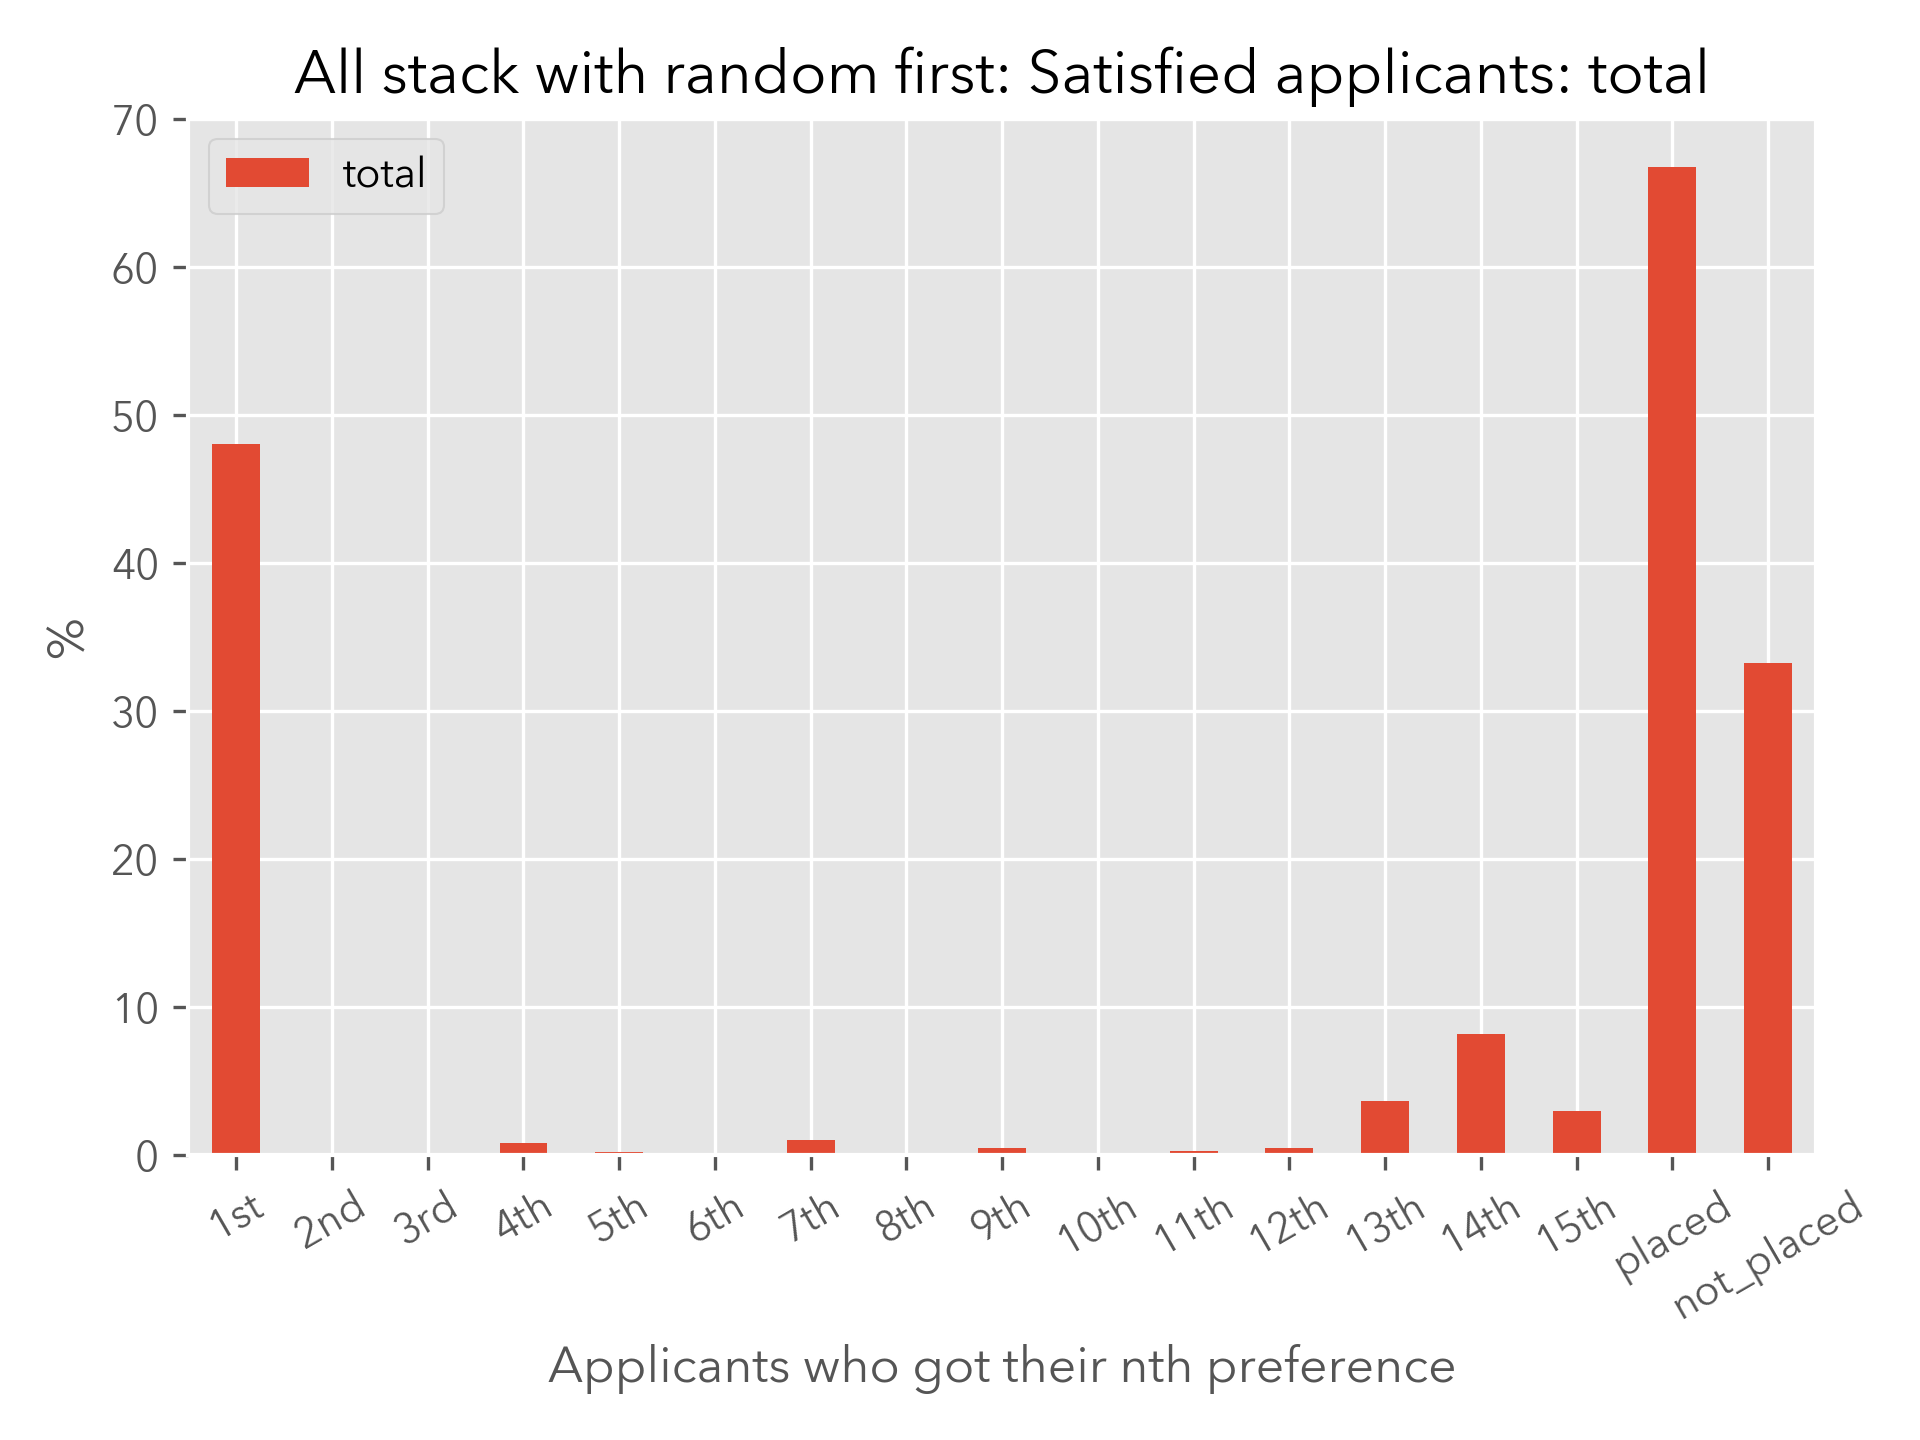 All stack with random first: Satisfied applicants: total
total
%
70
60
50
40
30
20
10
0
1st 2nd 3rd 4th 5th 6th 7th 8th 9th 10th 11th 12th 13th 14th 15th placed not_placed
Applicants who got their nth preference